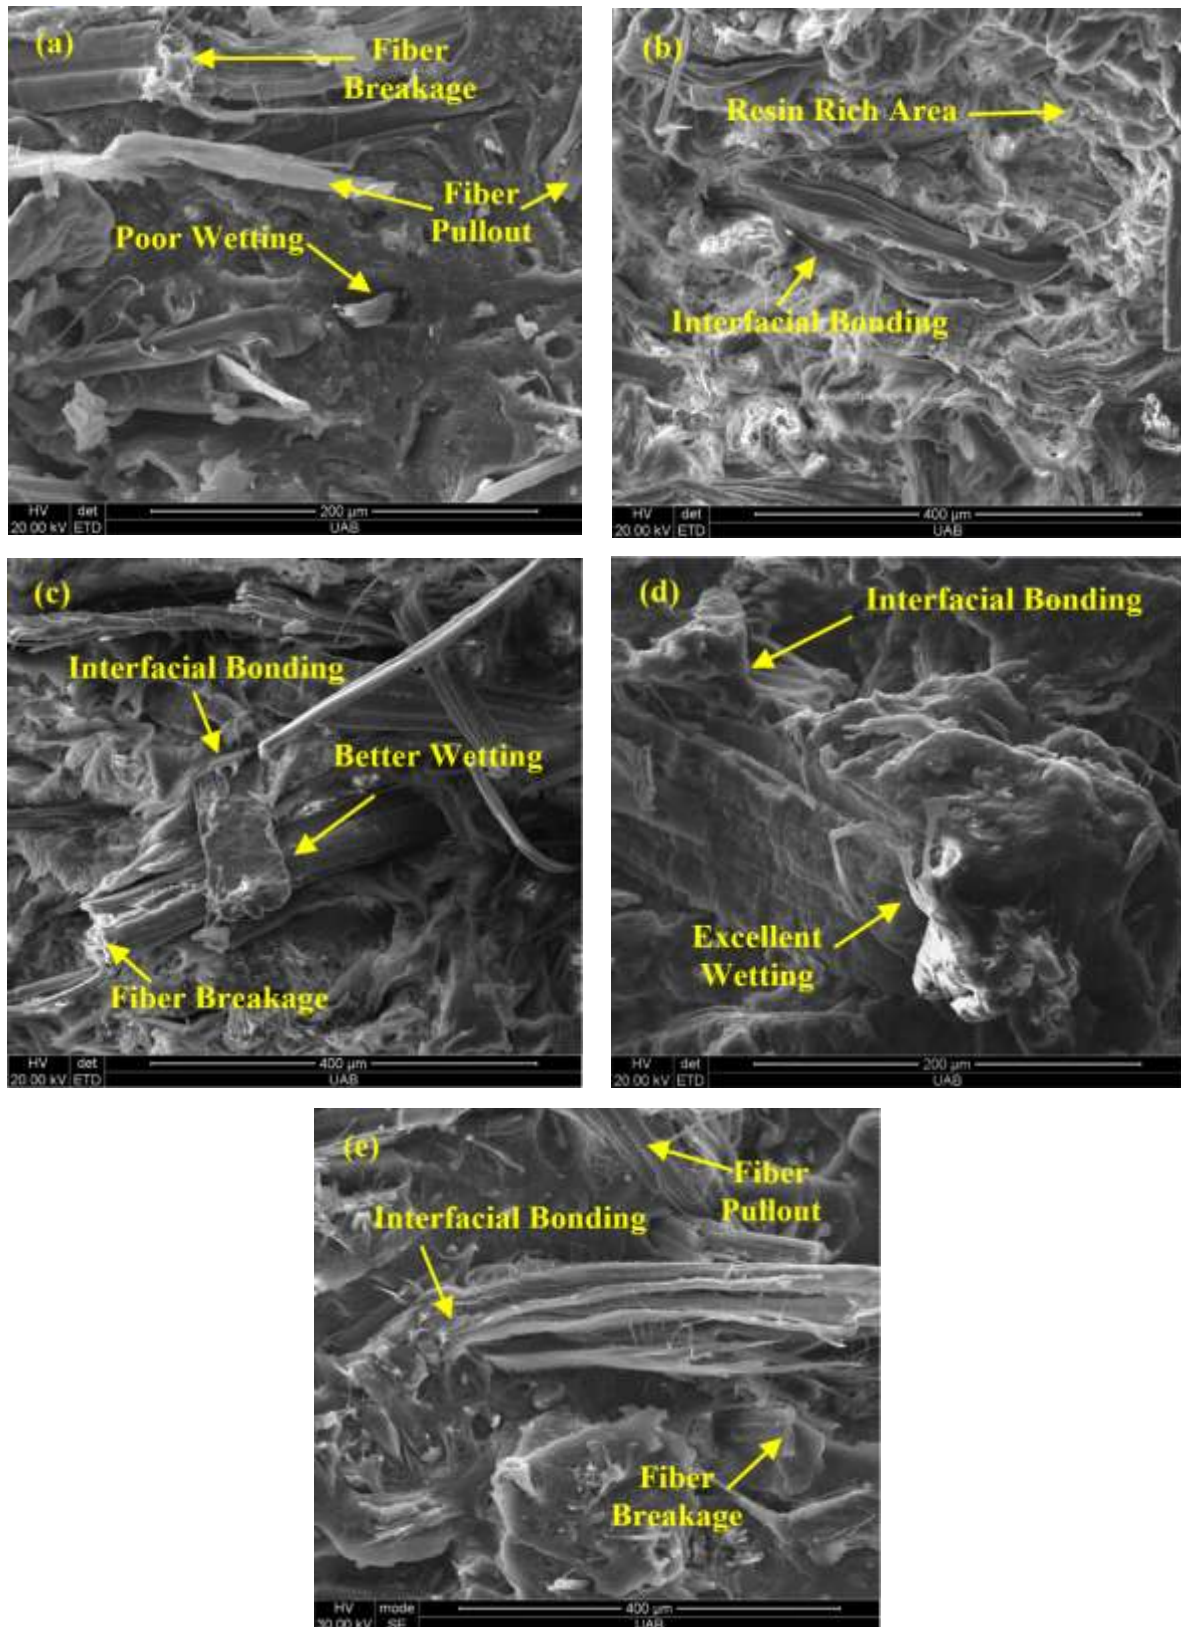 (a)
Fiber
Breakage
Fiber
Pullout
Poor Wetting
HV det 200 µm
20.00 kV ETD UAB
(b)
Resin Rich Area
Interfacial Bonding
HV det 400 µm
20.00 kV ETD UAB
(c)
Interfacial Bonding
Better Wetting
Fiber Breakage
HV det 400 µm
20.00 kV ETD UAB
(d)
Interfacial Bonding
Excellent
Wetting
HV det 200 µm
20.00 kV ETD UAB
(e)
Fiber
Pullout
Interfacial Bonding
Fiber
Breakage
HV mode 400 µm
kV SE UAB